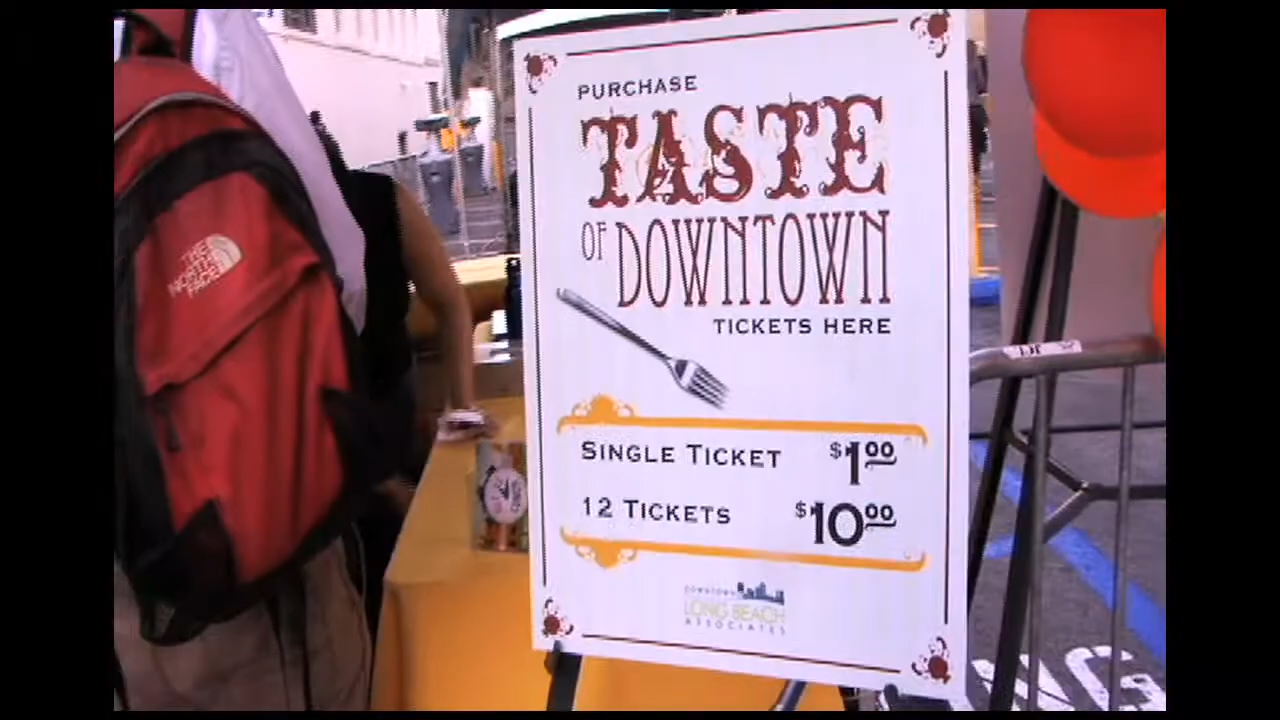 PURCHASE
TASTE
OF DOWNTOWN
TICKETS HERE
SINGLE TICKET $1.00
12 TICKETS $10.00
DOWNTOWN
LONG BEACH
ASSOCIATES
THE
NORTH
FACE
NG